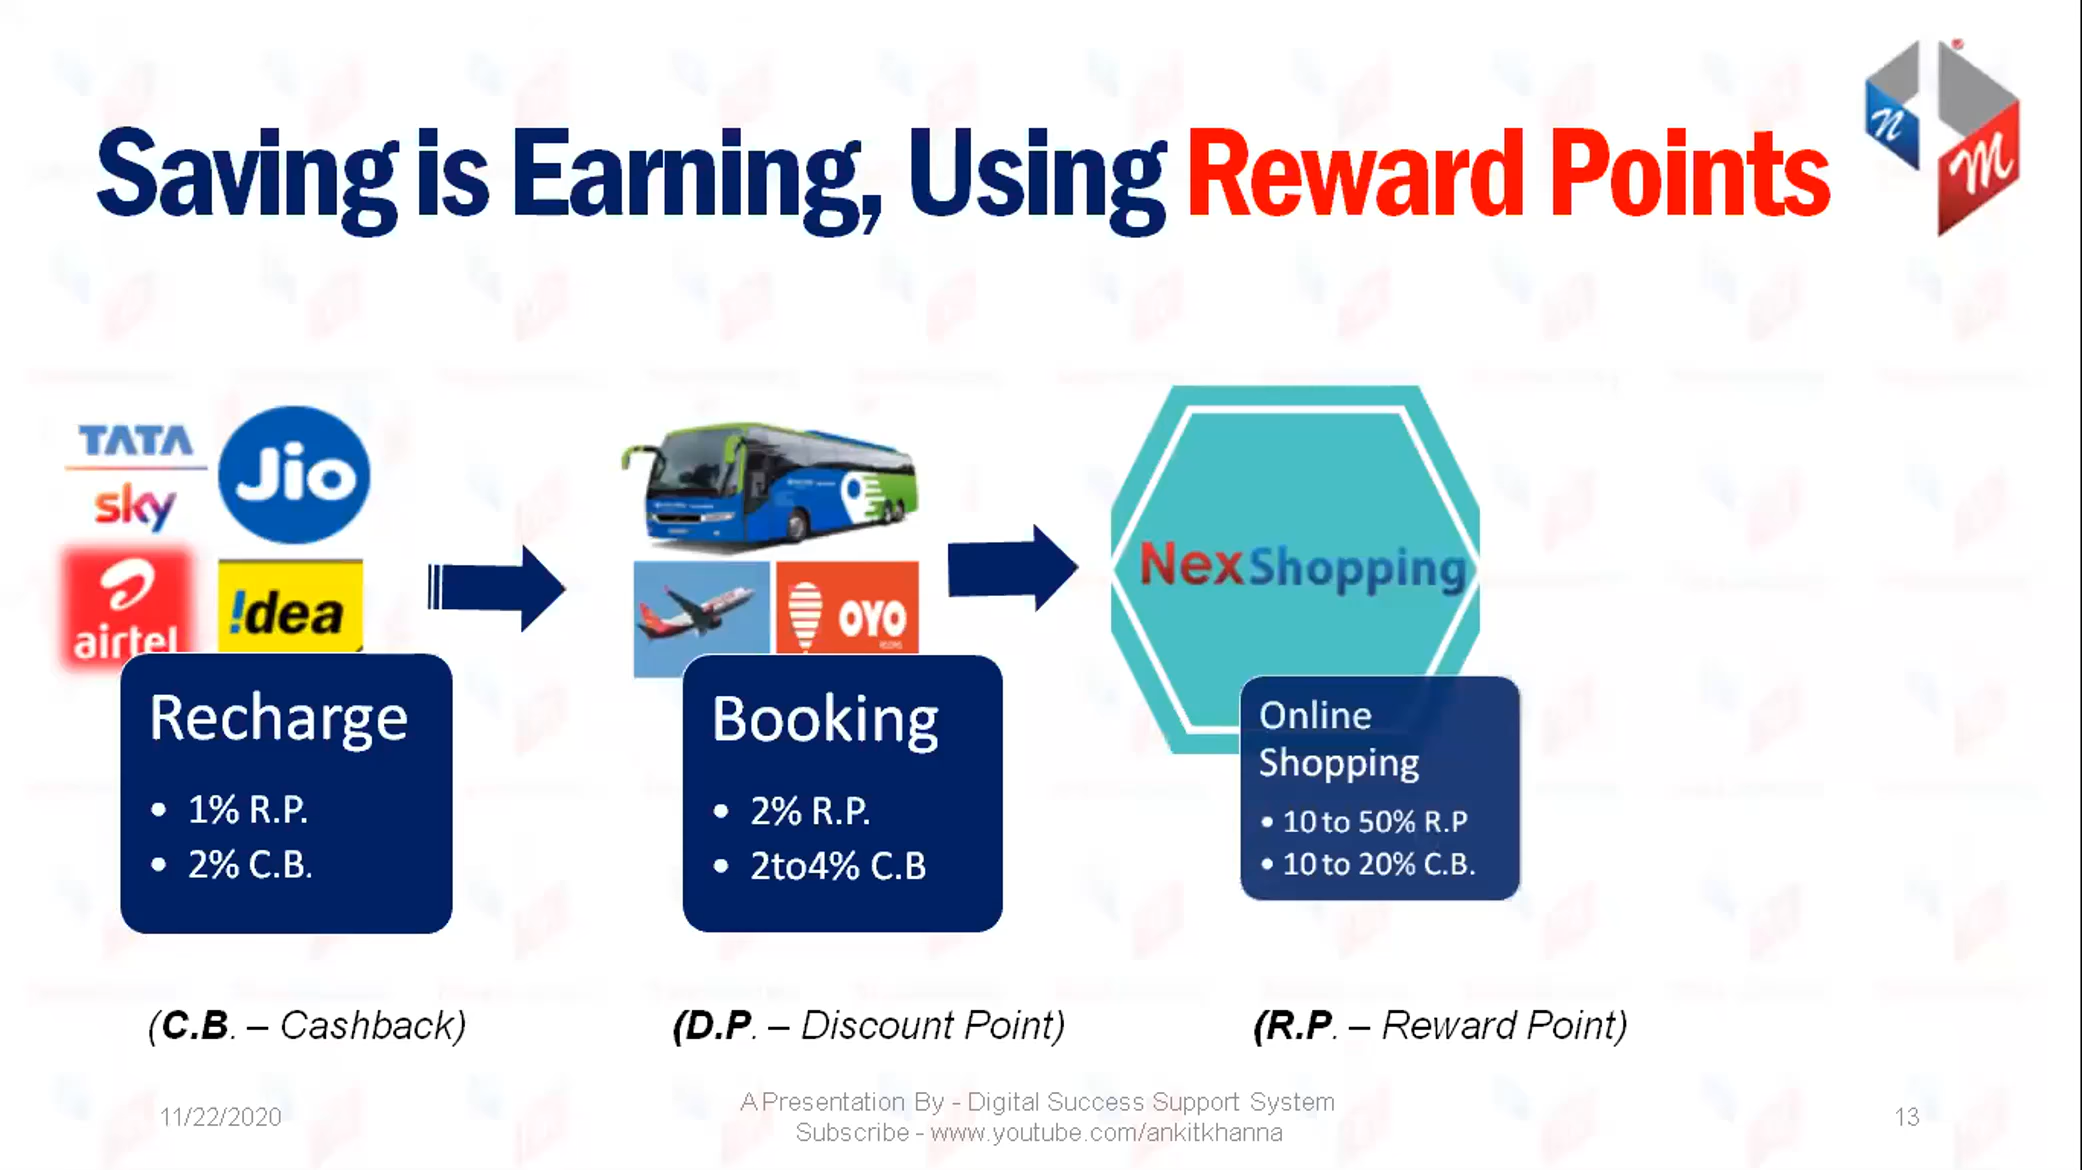 Saving is Earning, Using Reward Points
n
m
TATA
sky
Jio
airtel
!dea
OYO
NexShopping
Recharge
• 1% R.P.
• 2% C.B.
Booking
• 2% R.P.
• 2to4% C.B
Online
Shopping
• 10 to 50% R.P
• 10 to 20% C.B.
(C.B. – Cashback)
(D.P. – Discount Point)
(R.P. – Reward Point)
11/22/2020
A Presentation By - Digital Success Support System
Subscribe - www.youtube.com/ankitkhanna
13